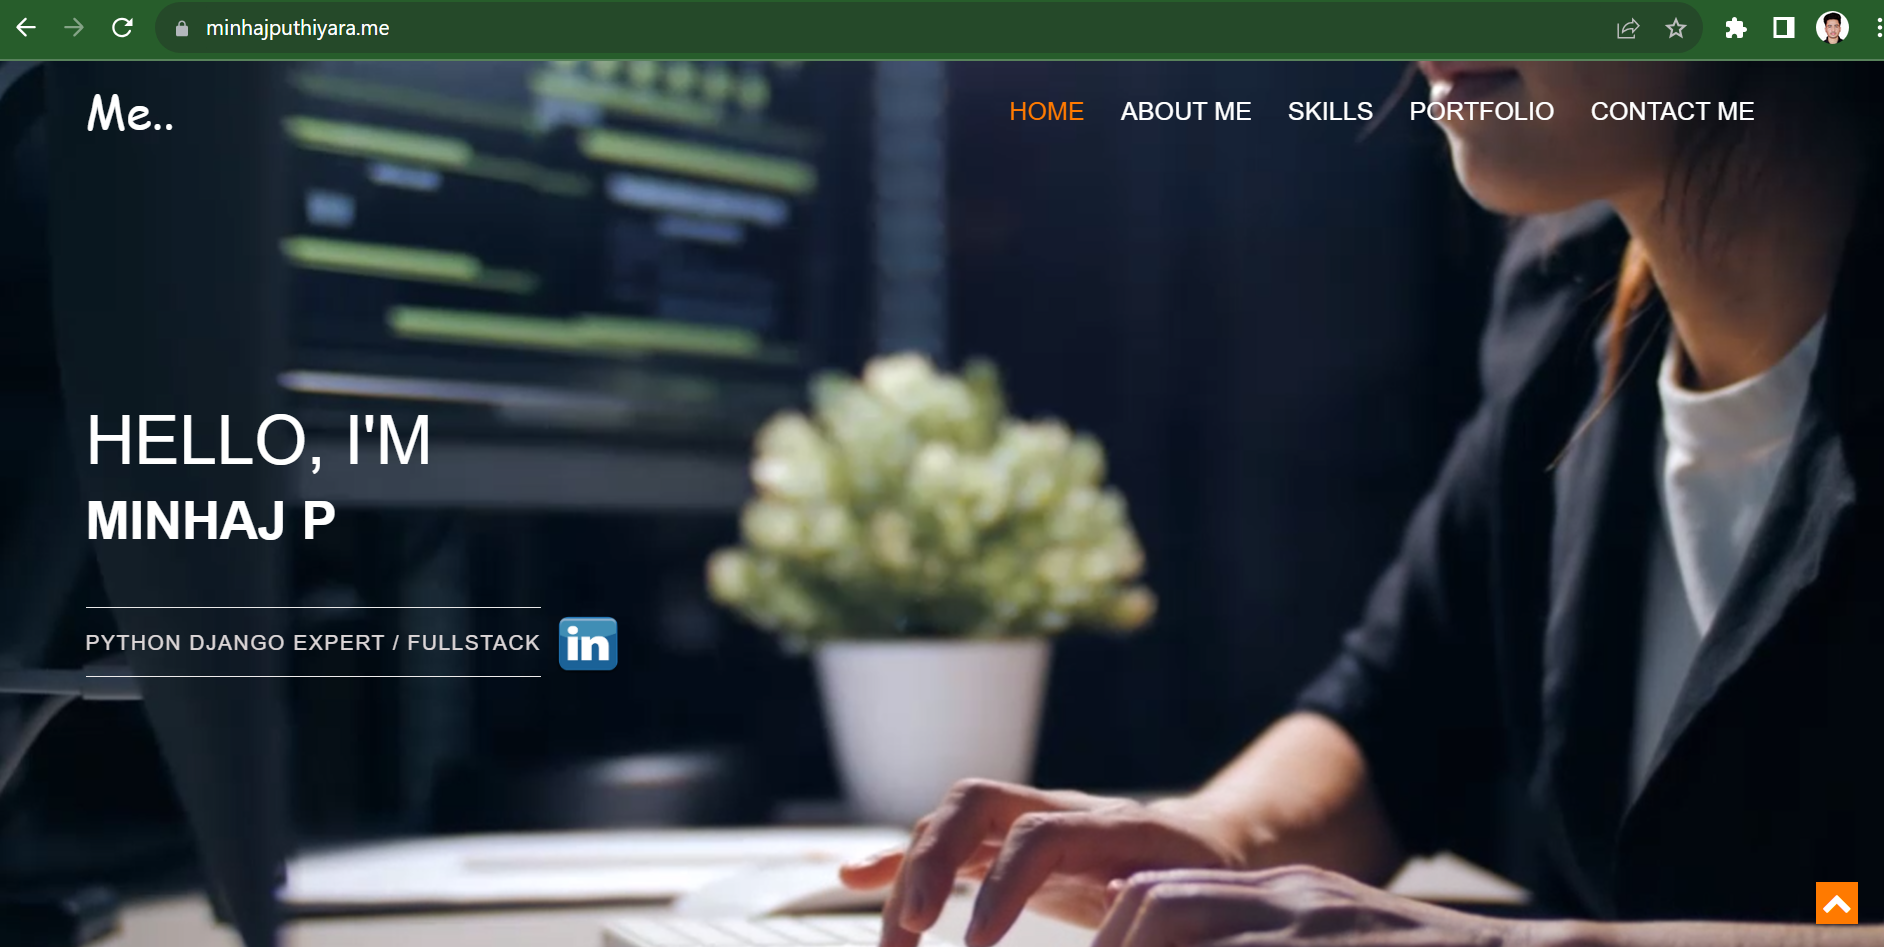 minhajputhiyara.me
Me..
HOME ABOUT ME SKILLS PORTFOLIO CONTACT ME
HELLO, I'M
MINHAJ P
PYTHON DJANGO EXPERT / FULLSTACK
in